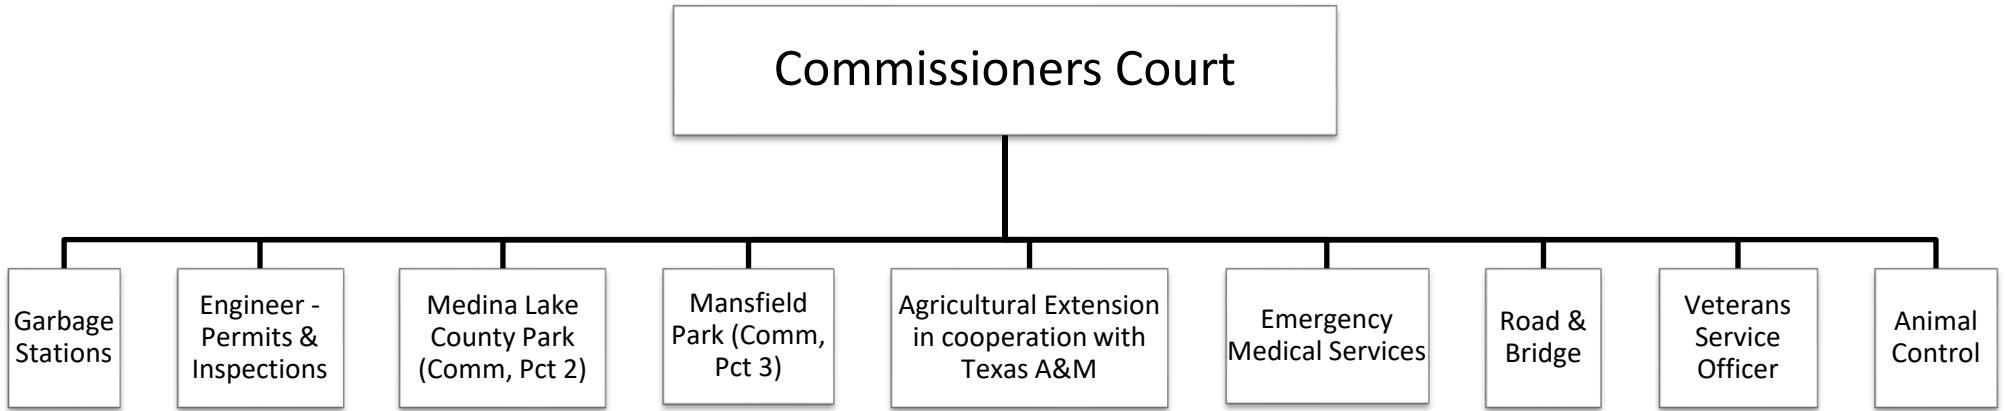 Commissioners Court
Garbage
Stations
Engineer -
Permits &
Inspections
Medina Lake
County Park
(Comm, Pct 2)
Mansfield
Park (Comm,
Pct 3)
Agricultural Extension
in cooperation with
Texas A&M
Emergency
Medical Services
Road &
Bridge
Veterans
Service
Officer
Animal
Control